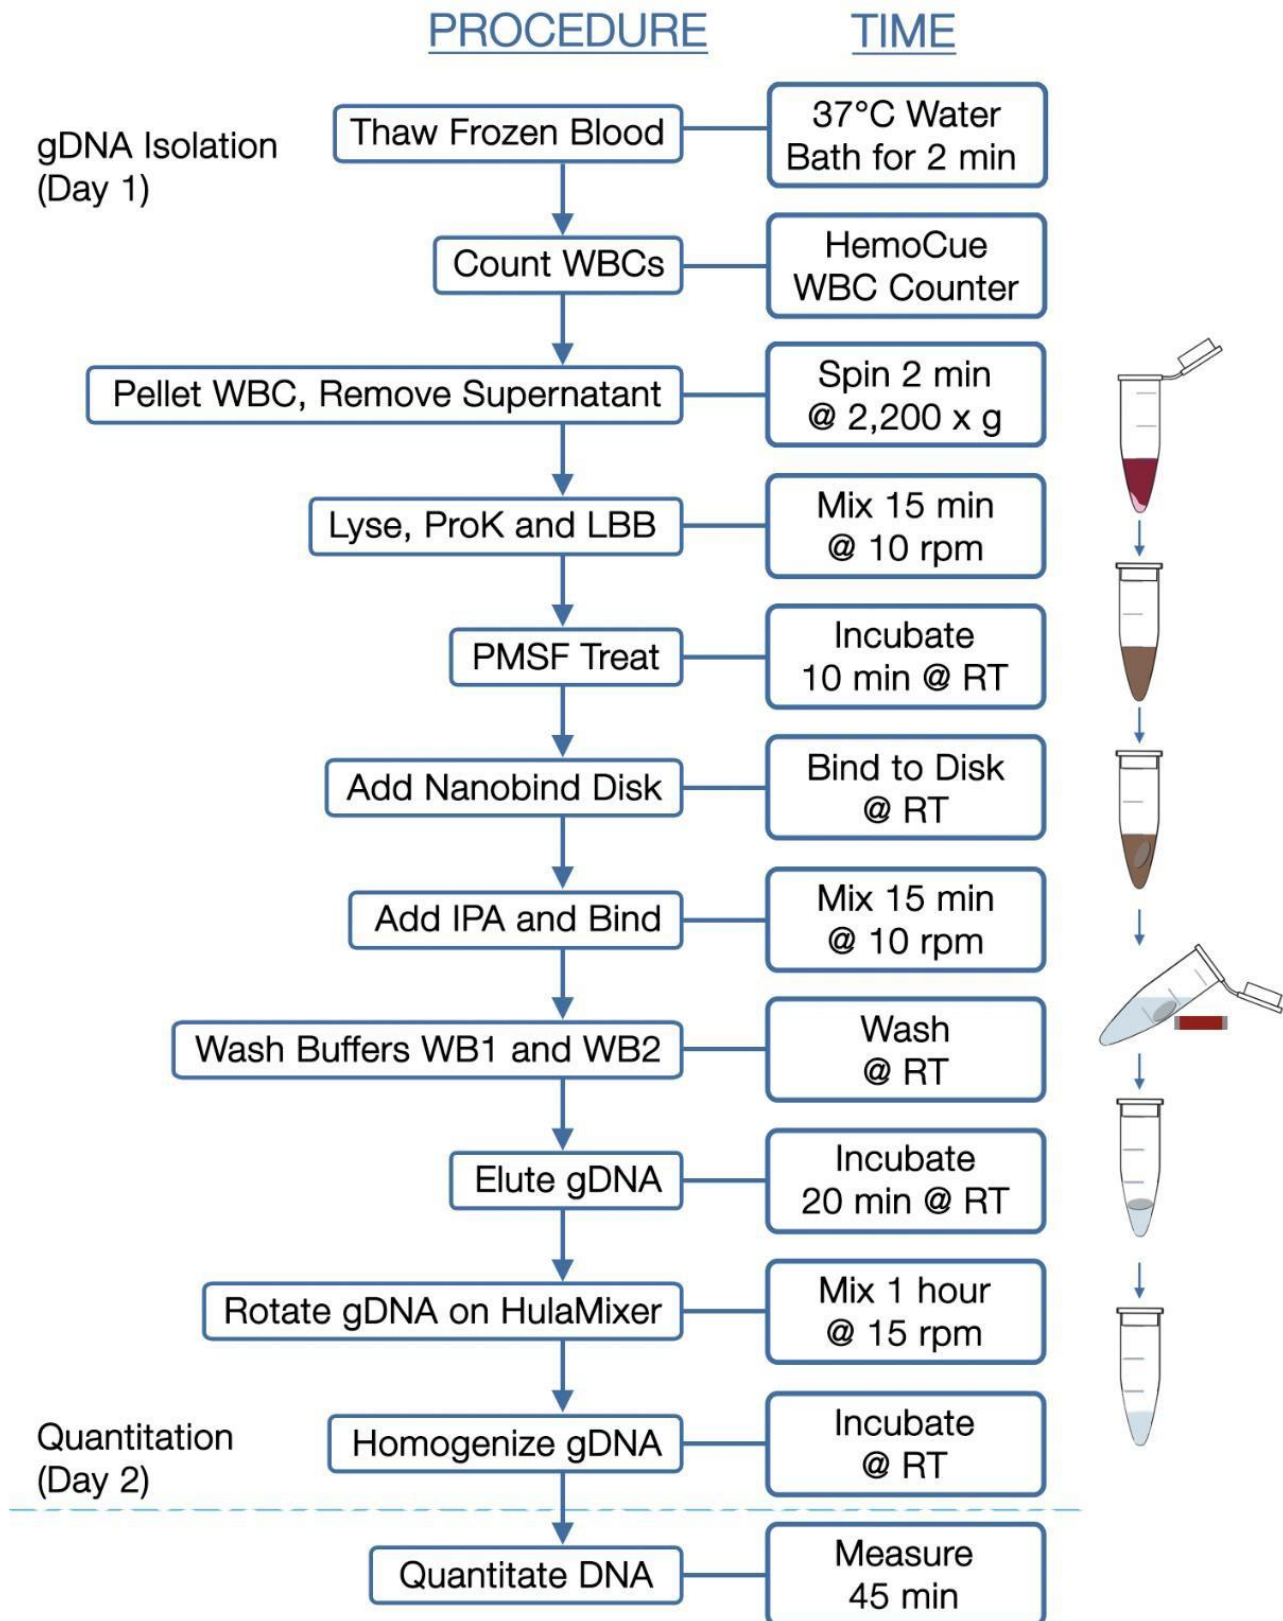 PROCEDURE
TIME
gDNA Isolation
(Day 1)
Thaw Frozen Blood
37°C Water
Bath for 2 min
Count WBCs
HemoCue
WBC Counter
Pellet WBC, Remove Supernatant
Spin 2 min
@ 2,200 x g
Lyse, ProK and LBB
Mix 15 min
@ 10 rpm
PMSF Treat
Incubate
10 min @ RT
Add Nanobind Disk
Bind to Disk
@ RT
Add IPA and Bind
Mix 15 min
@ 10 rpm
Wash Buffers WB1 and WB2
Wash
@ RT
Elute gDNA
Incubate
20 min @ RT
Rotate gDNA on HulaMixer
Mix 1 hour
@ 15 rpm
Quantitation
(Day 2)
Homogenize gDNA
Incubate
@ RT
Quantitate DNA
Measure
45 min